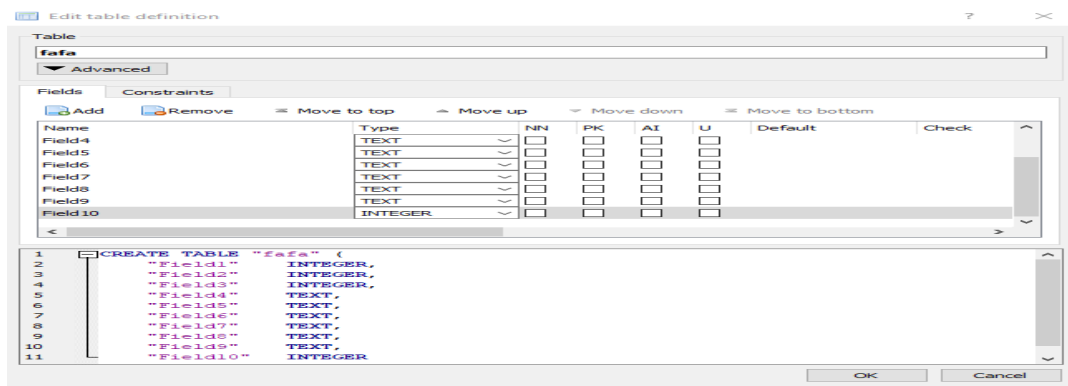 Edit table definition ?
Table
fafa
Advanced
Fields Constraints
Add Remove Move to top Move up Move down Move to bottom
Name Type NN PK AI U Default Check
Field4 TEXT
Field5 TEXT
Field6 TEXT
Field7 TEXT
Field8 TEXT
Field9 TEXT
Field10 INTEGER
1 CREATE TABLE "fafa" (
2 "Field1" INTEGER,
3 "Field2" INTEGER,
4 "Field3" INTEGER,
5 "Field4" TEXT,
6 "Field5" TEXT,
7 "Field6" TEXT,
8 "Field7" TEXT,
9 "Field8" TEXT,
10 "Field9" TEXT,
11 "Field10" INTEGER
OK Cancel